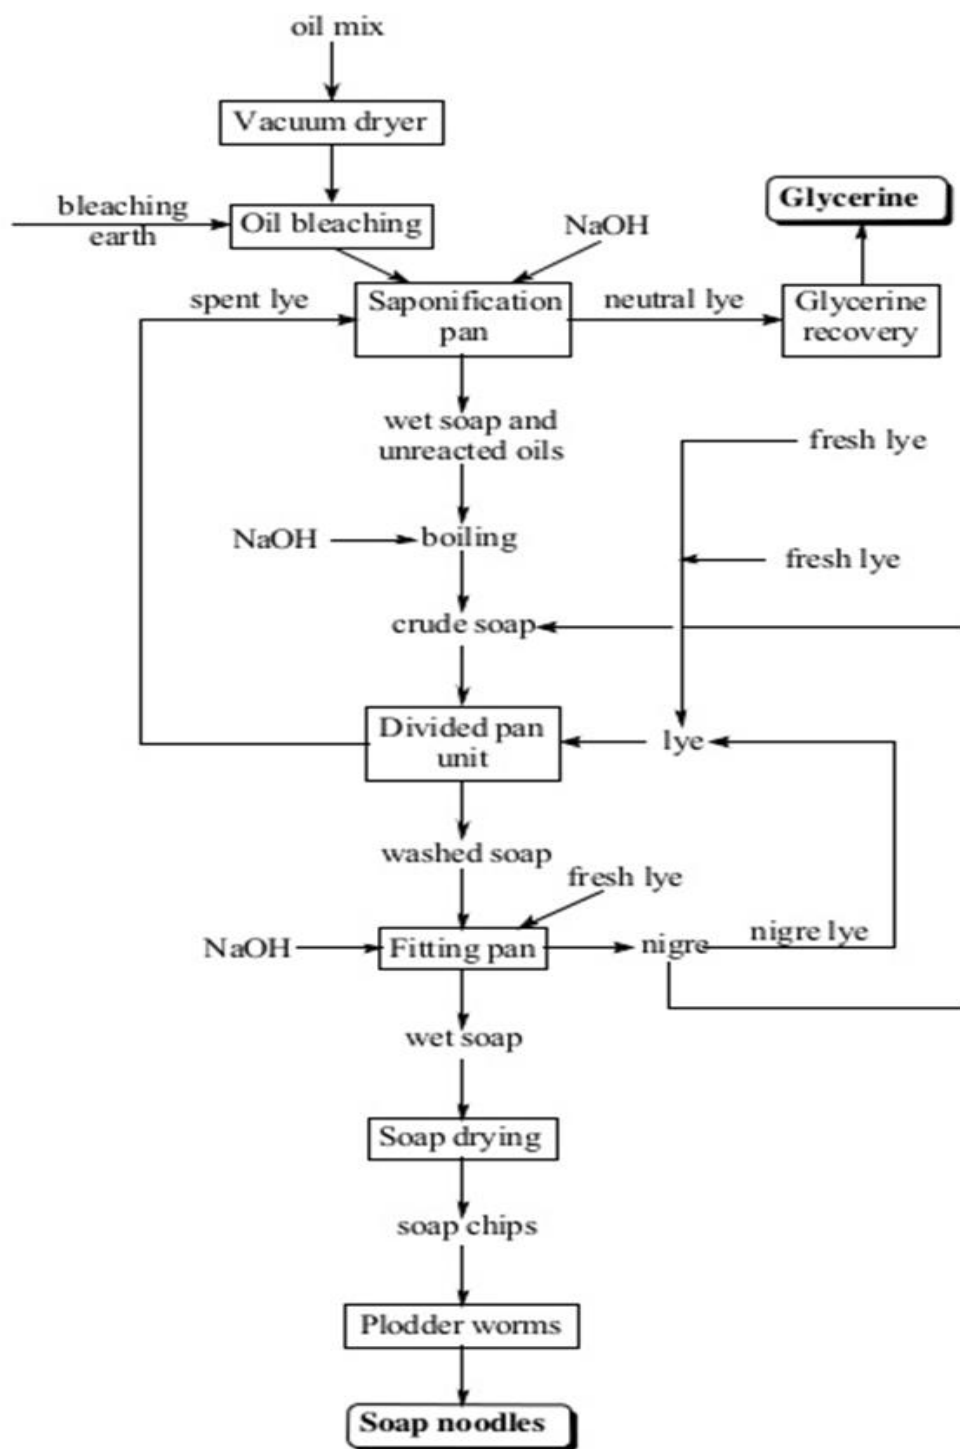 oil mix
Vacuum dryer
bleaching
earth
Oil bleaching
NaOH
Glycerine
spent lye
Saponification
pan
neutral lye
Glycerine
recovery
wet soap and
unreacted oils
fresh lye
NaOH
boiling
fresh lye
crude soap
Divided pan
unit
lye
washed soap
fresh lye
NaOH
Fitting pan
nigre
nigre lye
wet soap
Soap drying
soap chips
Plodder worms
Soap noodles